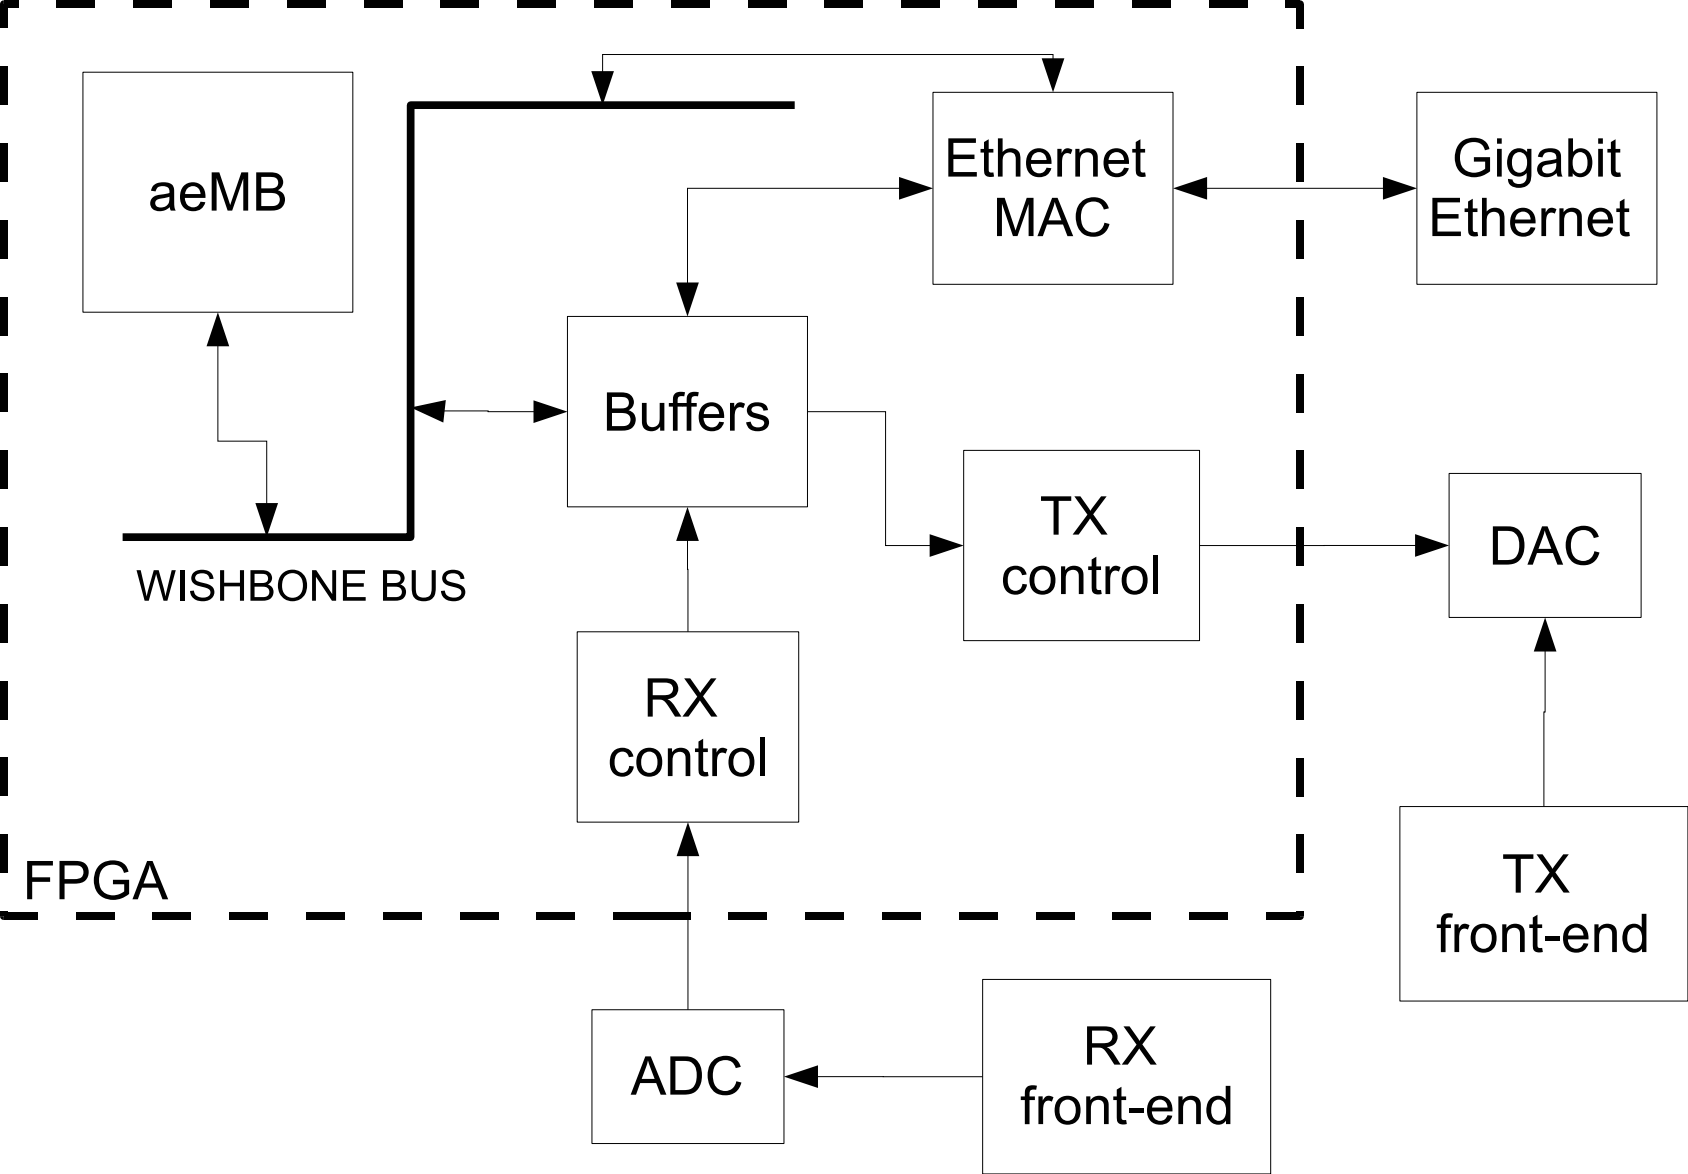 aeMB
Ethernet
MAC
Gigabit
Ethernet
Buffers
TX
control
DAC
WISHBONE BUS
RX
control
FPGA
TX
front-end
ADC
RX
front-end